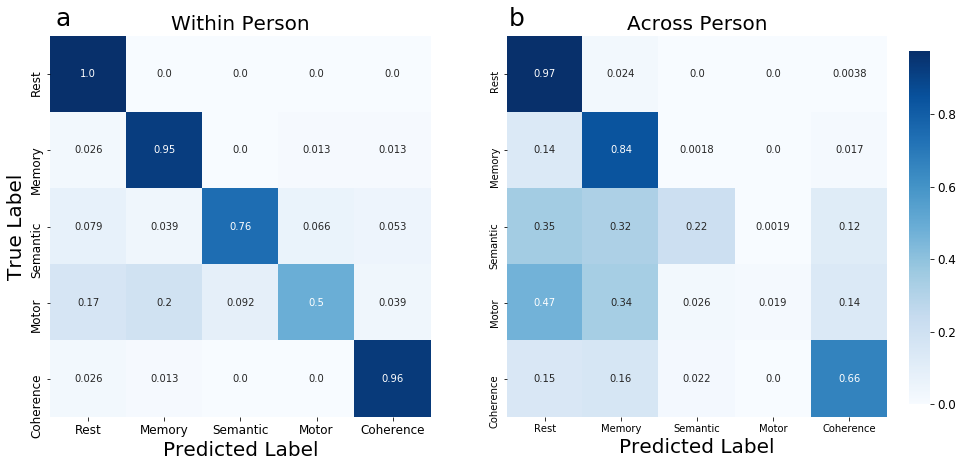 a
Within Person
b
Across Person
Rest
1.0 0.0 0.0 0.0 0.0
Rest
0.97 0.024 0.0 0.0 0.0038
Memory
0.026 0.95 0.0 0.013 0.013
Memory
0.14 0.84 0.0018 0.0 0.017
Semantic
0.079 0.039 0.76 0.066 0.053
Semantic
0.35 0.32 0.22 0.0019 0.12
Motor
0.17 0.2 0.092 0.5 0.039
Motor
0.47 0.34 0.026 0.019 0.14
Coherence
0.026 0.013 0.0 0.0 0.96
Coherence
0.15 0.16 0.022 0.0 0.66
True Label
Rest Memory Semantic Motor Coherence
Predicted Label
Rest Memory Semantic Motor Coherence
Predicted Label
0.8
0.6
0.4
0.2
0.0